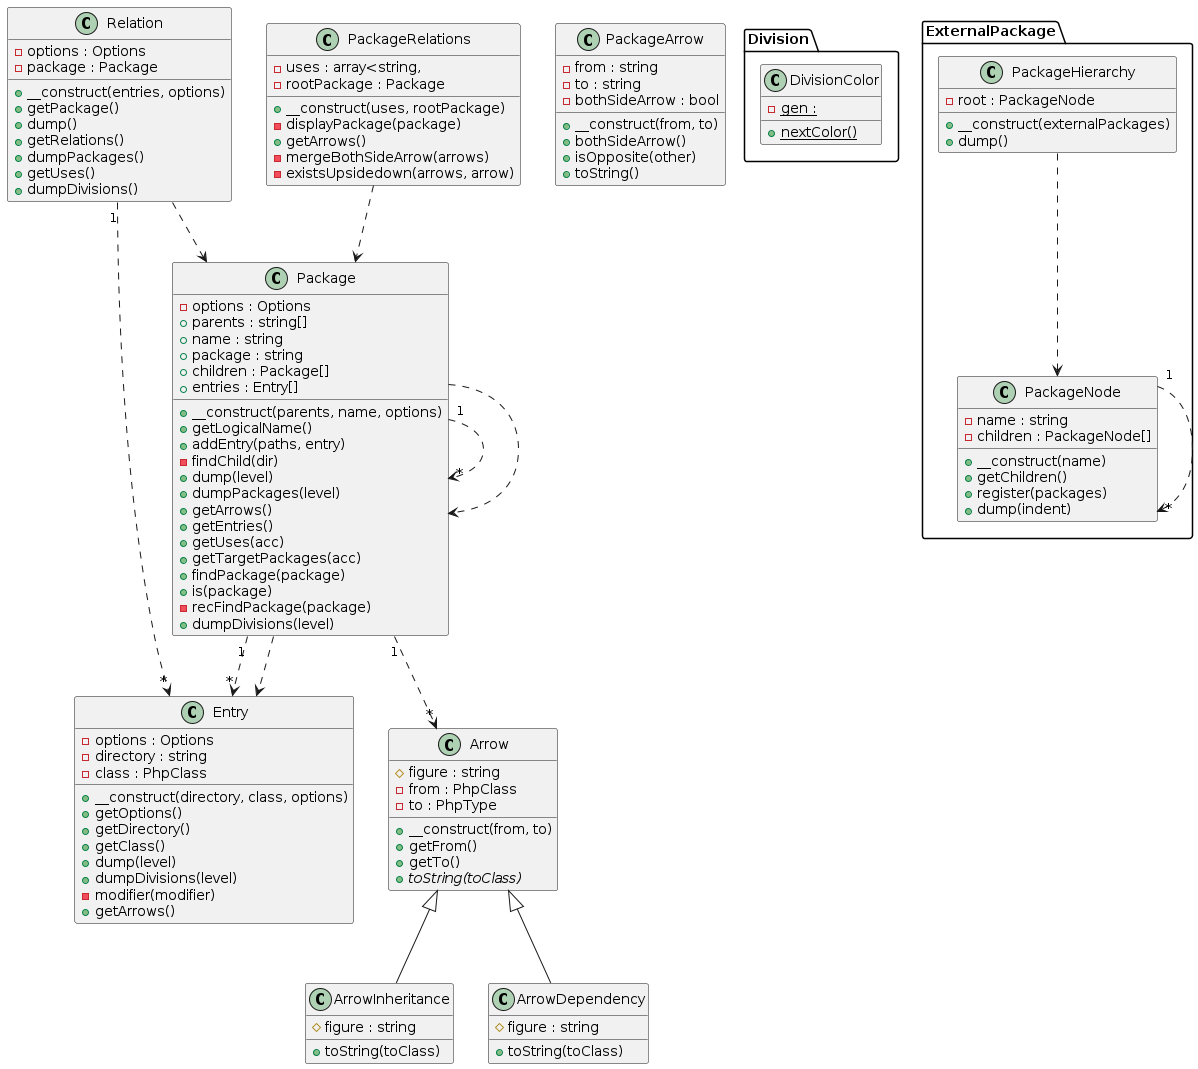 Relation
options : Options
package : Package
__construct(entries, options)
getPackage()
dump()
getRelations()
dumpPackages()
getUses()
dumpDivisions()
PackageRelations
uses : array<string,
rootPackage : Package
__construct(uses, rootPackage)
displayPackage(package)
getArrows()
mergeBothSideArrow(arrows)
existsUpsidedown(arrows, arrow)
PackageArrow
from : string
to : string
bothSideArrow : bool
__construct(from, to)
bothSideArrow()
isOpposite(other)
toString()
Division
DivisionColor
gen :
nextColor()
ExternalPackage
PackageHierarchy
root : PackageNode
__construct(externalPackages)
dump()
1
Package
options : Options
parents : string[]
name : string
package : string
children : Package[]
entries : Entry[]
__construct(parents, name, options)
getLogicalName()
addEntry(paths, entry)
findChild(dir)
dump(level)
dumpPackages(level)
getArrows()
getEntries()
getUses(acc)
getTargetPackages(acc)
findPackage(package)
is(package)
recFindPackage(package)
dumpDivisions(level)
1
*
PackageNode
name : string
children : PackageNode[]
__construct(name)
getChildren()
register(packages)
dump(indent)
1
*
1
1
*
*
*
Entry
options : Options
directory : string
class : PhpClass
__construct(directory, class, options)
getOptions()
getDirectory()
getClass()
dump(level)
dumpDivisions(level)
modifier(modifier)
getArrows()
Arrow
figure : string
from : PhpClass
to : PhpType
__construct(from, to)
getFrom()
getTo()
toString(toClass)
ArrowInheritance
figure : string
toString(toClass)
ArrowDependency
figure : string
toString(toClass)